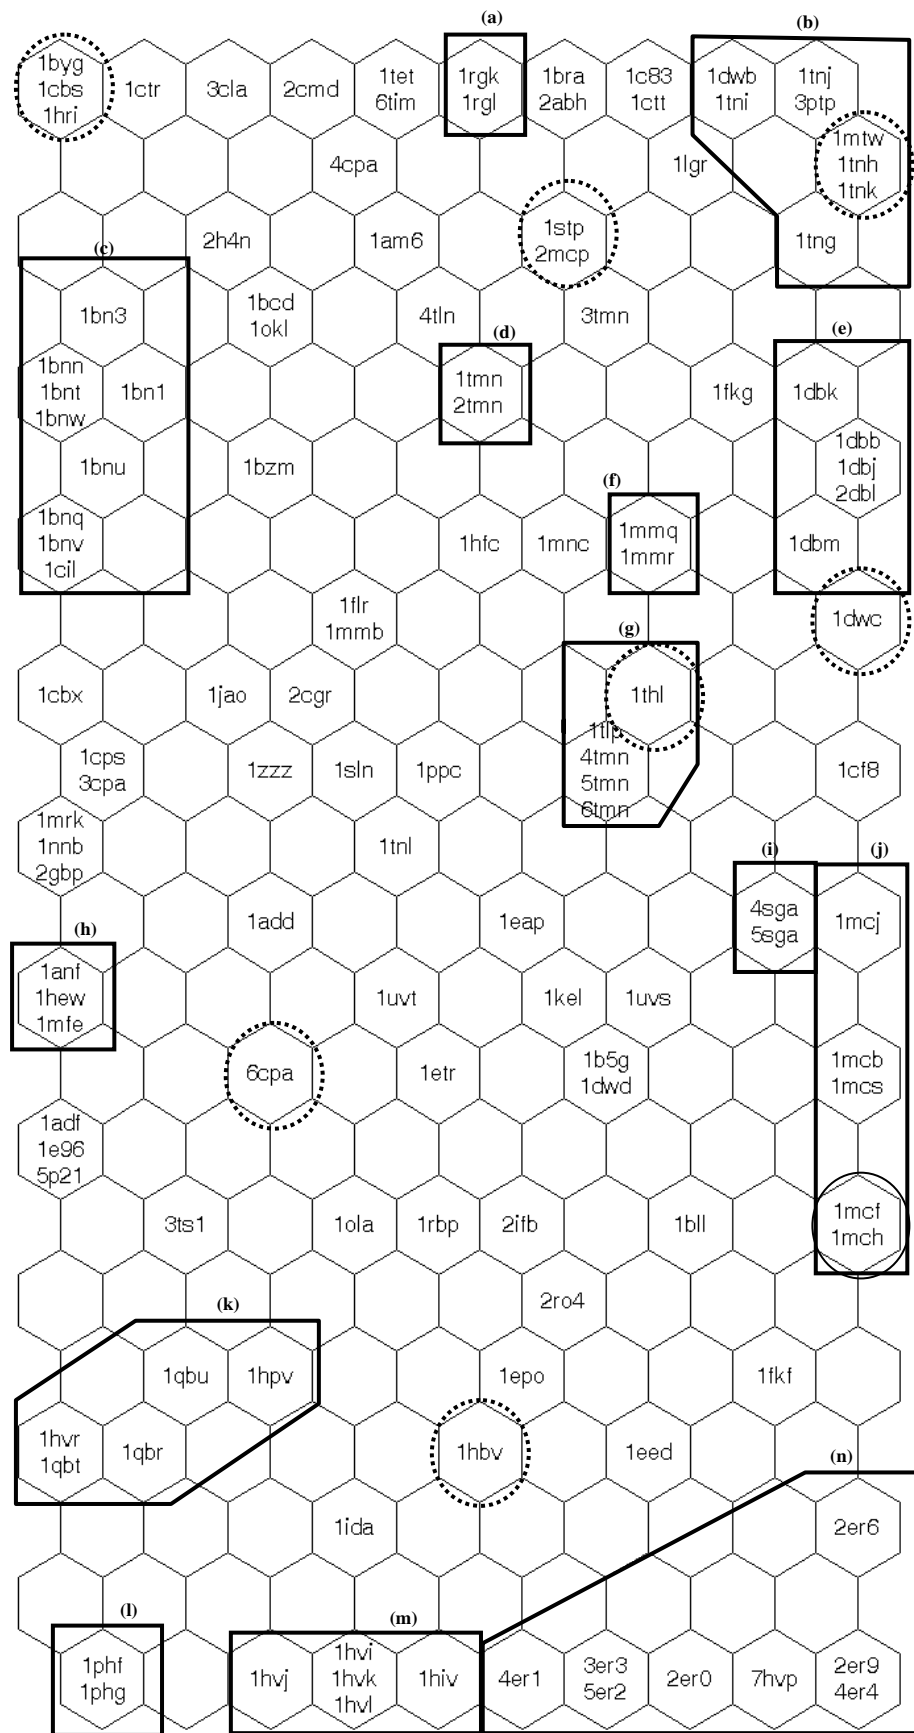 (a)
(b)
1byg
1cbs
1hri
1ctr
3cla
2cmd
1tet
6tim
1rgk
1rgl
1bra
2abh
1c83
1ctt
1dwb
1tni
1tnj
3ptp
4cpa
1lgr
1mtw
1tnh
1tnk
(c)
2h4n
1am6
1stp
2mcp
1tng
1bn3
1bcd
1okl
4tln
3tmn
(d)
(e)
1bnn
1bnt
1bnw
1bn1
1tmn
2tmn
1fkg
1dbk
1bnu
1bzm
1dbb
1dbj
2dbl
(f)
1bnq
1bnv
1cil
1hfc
1mnc
1mmq
1mmr
1dbm
1flr
1mmb
1dwc
(g)
1cbx
1jao
2cgr
1thl
1cps
3cpa
1zzz
1sln
1ppc
1tlp
4tmn
5tmn
6tmn
1cf8
1mrk
1nnb
2gbp
1tnl
(i)
(j)
1add
1eap
4sga
5sga
1mcj
(h)
1anf
1hew
1mfe
1uvt
1kel
1uvs
6cpa
1etr
1b5g
1dwd
1mcb
1mcs
1adf
1e96
5p21
3ts1
1ola
1rbp
2ifb
1bll
1mcf
1mch
2ro4
(k)
1qbu
1hpv
1epo
1fkf
1hvr
1qbt
1qbr
1hbv
1eed
(n)
1ida
2er6
(l)
(m)
1phf
1phg
1hvj
1hvi
1hvk
1hvl
1hiv
4er1
3er3
5er2
2er0
7hvp
2er9
4er4